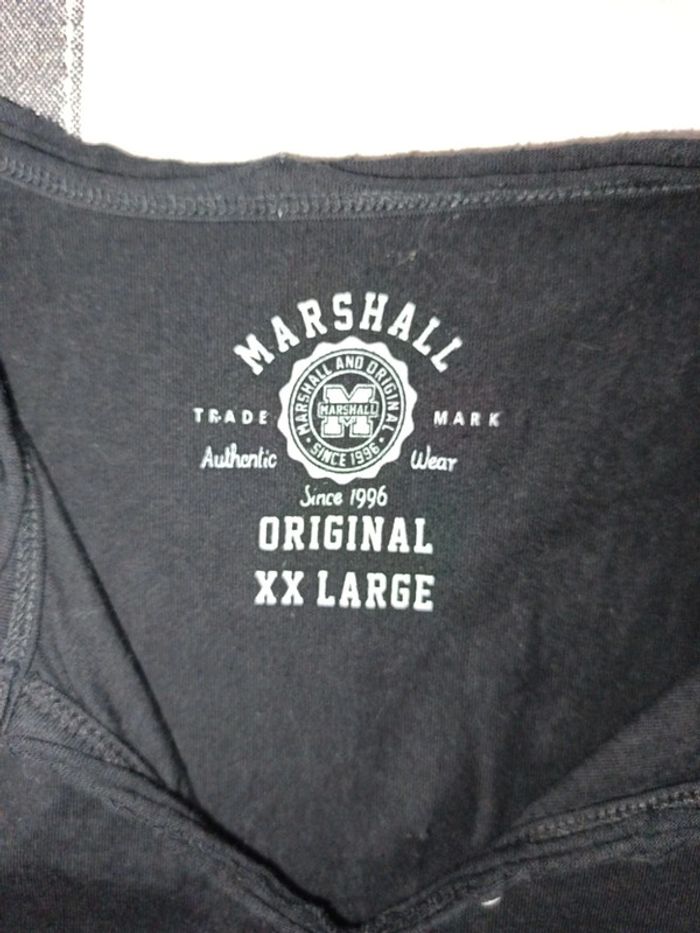 MARSHALL
MARSHALL AND ORIGINAL
MARSHALL
M
SINCE 1996
TRADE MARK
Authentic Wear
Since 1996
ORIGINAL
XX LARGE